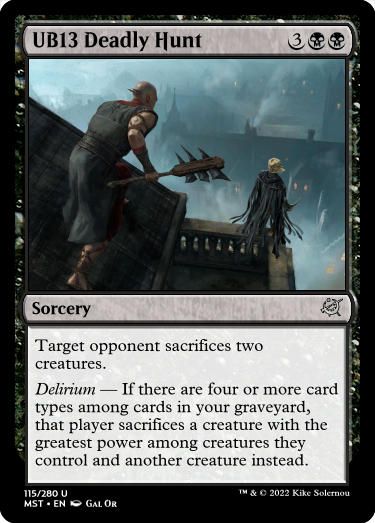 UB13 Deadly Hunt 3
Sorcery
Target opponent sacrifices two
creatures.
Delirium — If there are four or more card
types among cards in your graveyard,
that player sacrifices a creature with the
greatest power among creatures they
control and another creature instead.
115/280 U
MST • EN Gal Or
™ & © 2022 Kike Solernou